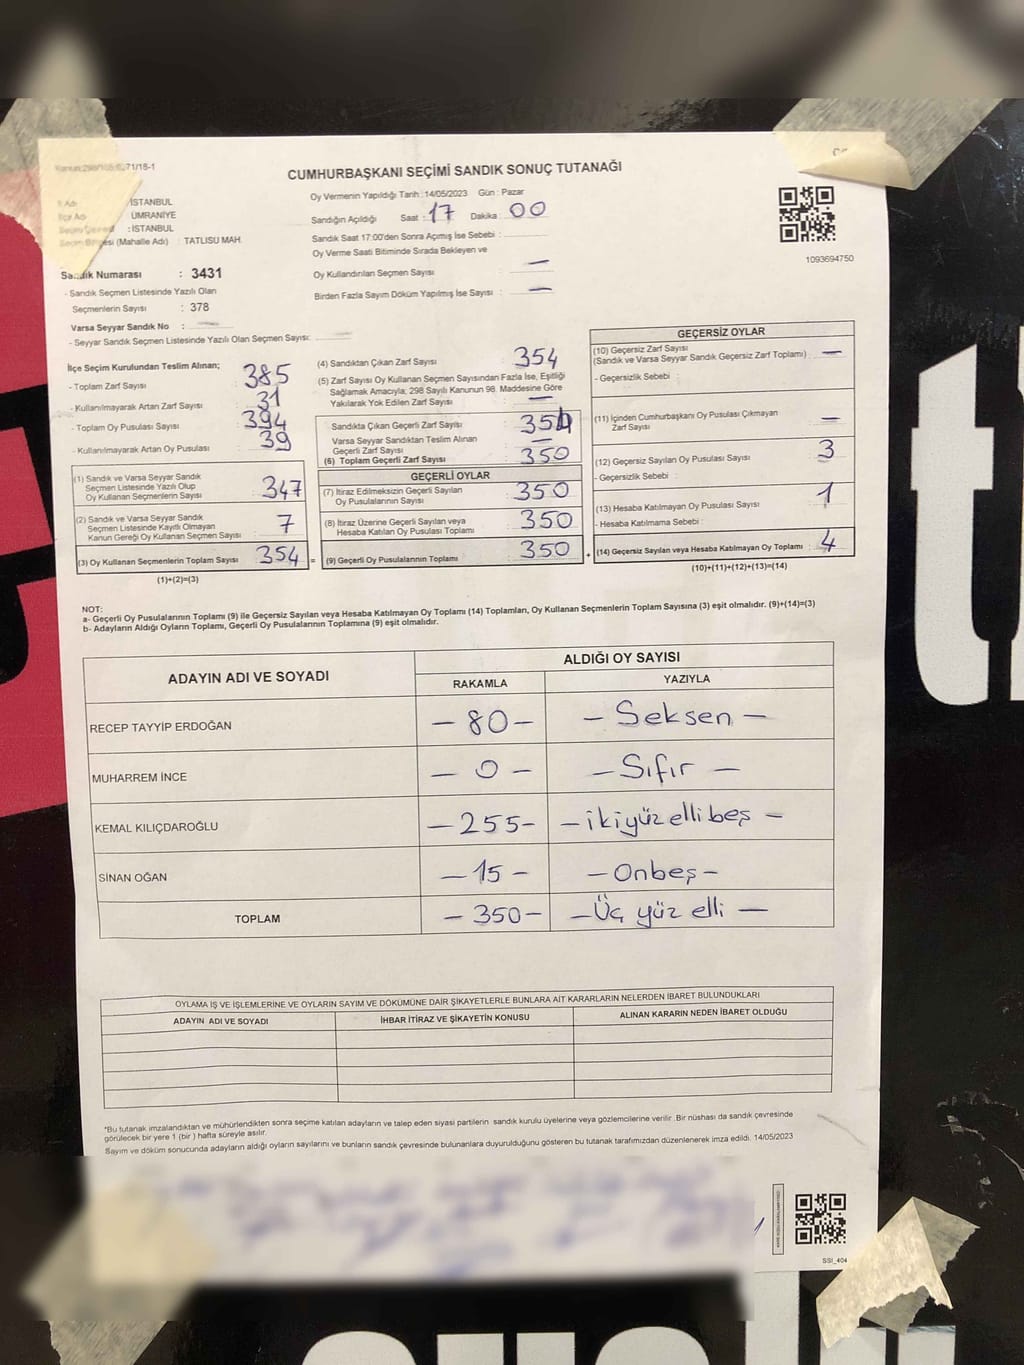 CUMHURBAŞKANI SEÇİMİ SANDIK SONUÇ TUTANAĞI
İSTANBUL
ÜMRANİYE
: İSTANBUL
(Mahalle Adı) : TATLISU MAH.
Sandık Numarası : 3431
- Sandık Seçmen Listesinde Yazılı Olan
Seçmenlerin Sayısı : 378
Varsa Seyyar Sandık No :
- Seyyar Sandık Seçmen Listesinde Yazılı Olan Seçmen Sayısı:
Oy Vermenin Yapıldığı Tarih : 14/05/2023 Gün : Pazar
Sandığın Açıldığı Saat : 17 Dakika : 00
Sandık Saat 17:00'den Sonra Açımış İse Sebebi :
Oy Verme Saati Bitiminde Sırada Bekleyen ve
Oy Kullandırılan Seçmen Sayısı : —
Birden Fazla Sayım Döküm Yapılmış İse Sayısı : —
1093694750
İlçe Seçim Kurulundan Teslim Alınan;
- Toplam Zarf Sayısı : 385
- Kullanılmayarak Artan Zarf Sayısı : 31
- Toplam Oy Pusulası Sayısı : 394
- Kullanılmayarak Artan Oy Pusulası : 39
(1) Sandık ve Varsa Seyyar Sandık
Seçmen Listesinde Yazılı Olup
Oy Kullanan Seçmenlerin Sayısı : 347
(2) Sandık ve Varsa Seyyar Sandık
Seçmen Listesinde Kayıtlı Olmayan
Kanun Gereği Oy Kullanan Seçmen Sayısı : 7
(3) Oy Kullanan Seçmenlerin Toplam Sayısı : 354 =
(1)+(2)=(3)
(4) Sandıktan Çıkan Zarf Sayısı : 354
(5) Zarf Sayısı Oy Kullanan Seçmen Sayısından Fazla İse, Eşitliği
Sağlamak Amacıyla; 298 Sayılı Kanunun 98. Maddesine Göre
Yakılarak Yok Edilen Zarf Sayısı : —
Sandıkta Çıkan Geçerli Zarf Sayısı : 354
Varsa Seyyar Sandıktan Teslim Alınan
Geçerli Zarf Sayısı : —
(6) Toplam Geçerli Zarf Sayısı : 350
GEÇERLİ OYLAR
(7) İtiraz Edilmeksizin Geçerli Sayılan
Oy Pusulalarının Sayısı : 350
(8) İtiraz Üzerine Geçerli Sayılan veya
Hesaba Katılan Oy Pusulası Toplamı : 350
(9) Geçerli Oy Pusulalarının Toplamı : 350 +
GEÇERSİZ OYLAR
(10) Geçersiz Zarf Sayısı
(Sandık ve Varsa Seyyar Sandık Geçersiz Zarf Toplamı) : —
- Geçersizlik Sebebi :
(11) İçinden Cumhurbaşkanı Oy Pusulası Çıkmayan
Zarf Sayısı : —
(12) Geçersiz Sayılan Oy Pusulası Sayısı : 3
- Geçersizlik Sebebi :
(13) Hesaba Katılmayan Oy Pusulası Sayısı : 1
- Hesaba Katılmama Sebebi :
(14) Geçersiz Sayılan veya Hesaba Katılmayan Oy Toplamı : 4
(10)+(11)+(12)+(13)=(14)
NOT:
a- Geçerli Oy Pusulalarının Toplamı (9) ile Geçersiz Sayılan veya Hesaba Katılmayan Oy Toplamı (14) Toplamları, Oy Kullanan Seçmenlerin Toplam Sayısına (3) eşit olmalıdır. (9)+(14)=(3)
b- Adayların Aldığı Oyların Toplamı, Geçerli Oy Pusulalarının Toplamına (9) eşit olmalıdır.
ADAYIN ADI VE SOYADI ALDIĞI OY SAYISI
RAKAMLA YAZIYLA
RECEP TAYYİP ERDOĞAN — 80 — — Seksen —
MUHARREM İNCE — 0 — — Sıfır —
KEMAL KILIÇDAROĞLU — 255 — — ikiyüz ellibeş —
SİNAN OĞAN — 15 — — Onbeş —
TOPLAM — 350 — — Üç yüz elli —
OYLAMA İŞ VE İŞLEMLERİNE VE OYLARIN SAYIM VE DÖKÜMÜNE DAİR ŞİKAYETLERLE BUNLARA AİT KARARLARIN NELERDEN İBARET BULUNDUKLARI
ADAYIN ADI VE SOYADI İHBAR İTİRAZ VE ŞİKAYETİN KONUSU ALINAN KARARIN NEDEN İBARET OLDUĞU
*Bu tutanak imzalandıktan ve mühürlendikten sonra seçime katılan adayların ve talep eden siyasi partilerin sandık kurulu üyelerine veya gözlemcilerine verilir. Bir nüshası da sandık çevresinde
görülecek bir yere 1 (bir ) hafta süreyle asılır.
Sayım ve döküm sonucunda adayların aldığı oyların sayılarını ve bunların sandık çevresinde bulunanlara duyurulduğunu gösteren bu tutanak tarafımızdan düzenlenerek imza edildi. 14/05/2023